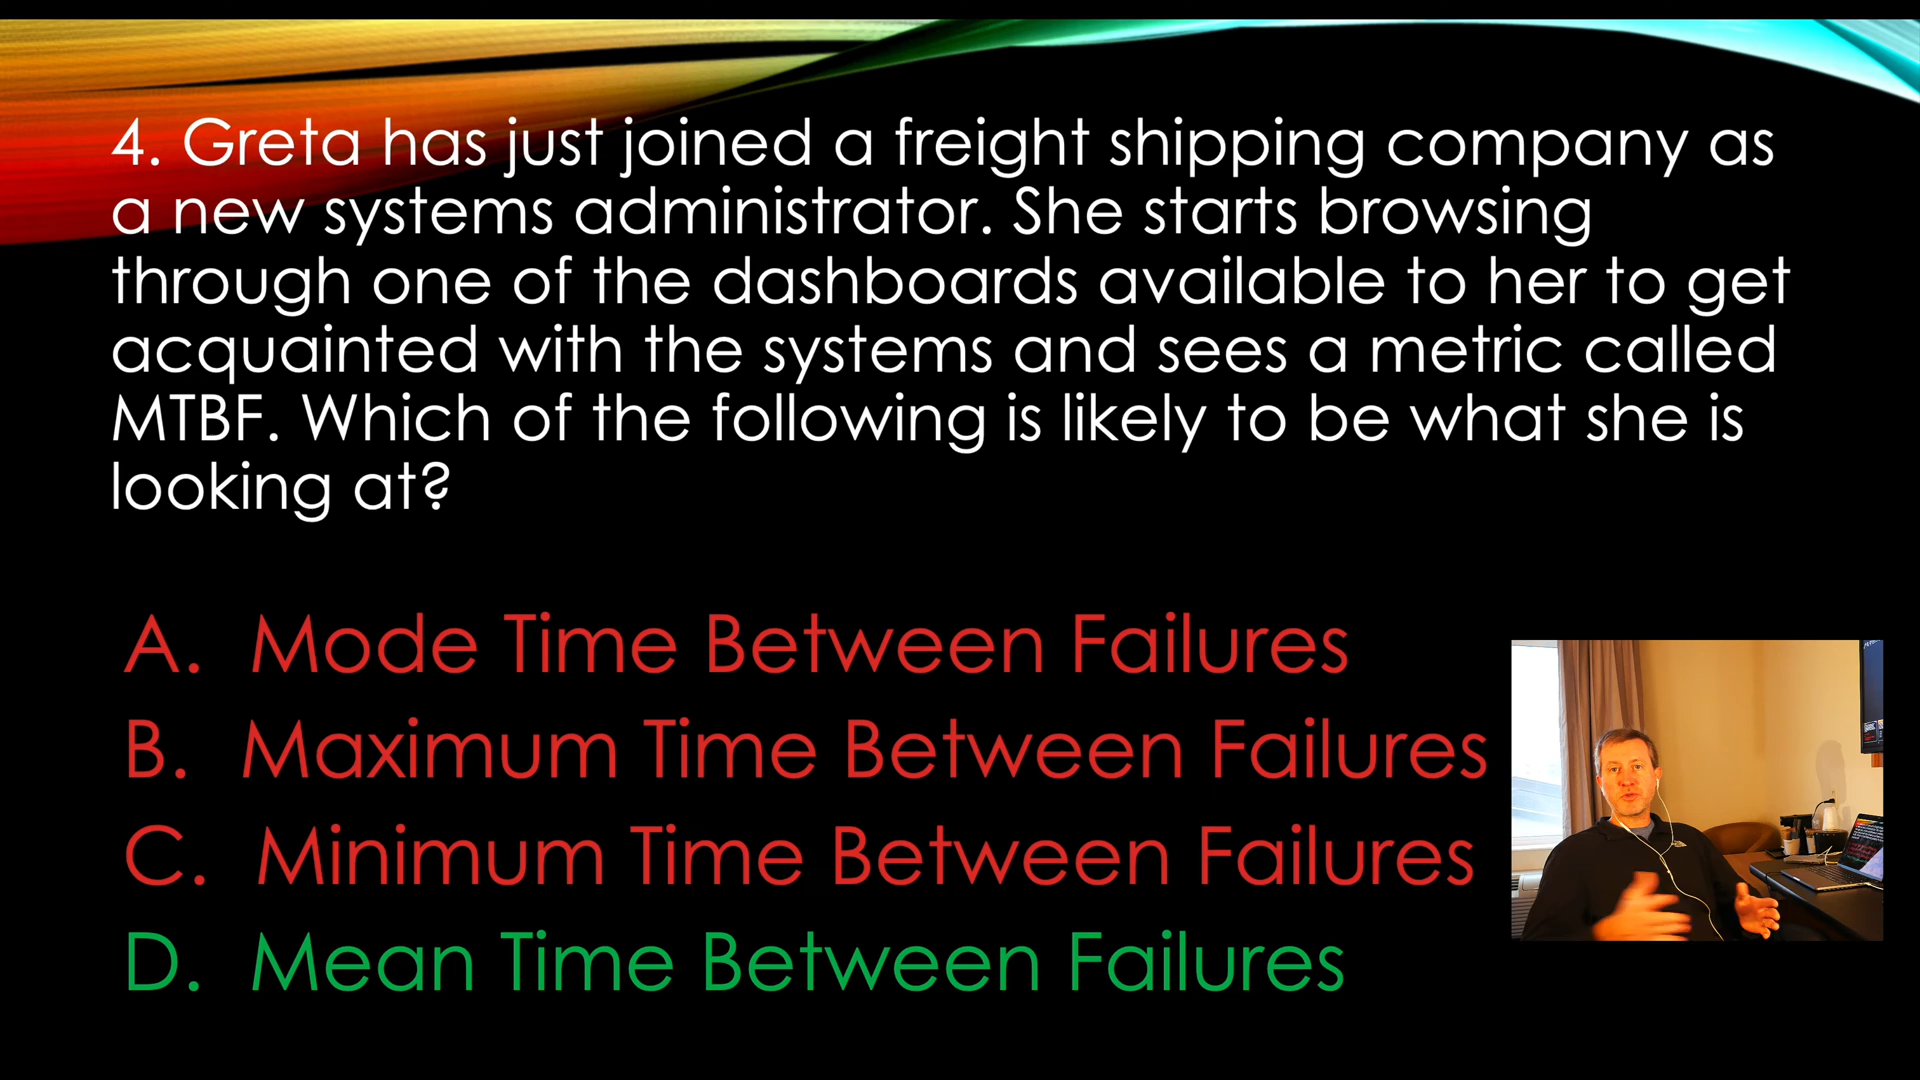 4. Greta has just joined a freight shipping company as
a new systems administrator. She starts browsing
through one of the dashboards available to her to get
acquainted with the systems and sees a metric called
MTBF. Which of the following is likely to be what she is
looking at?
A. Mode Time Between Failures
B. Maximum Time Between Failures
C. Minimum Time Between Failures
D. Mean Time Between Failures